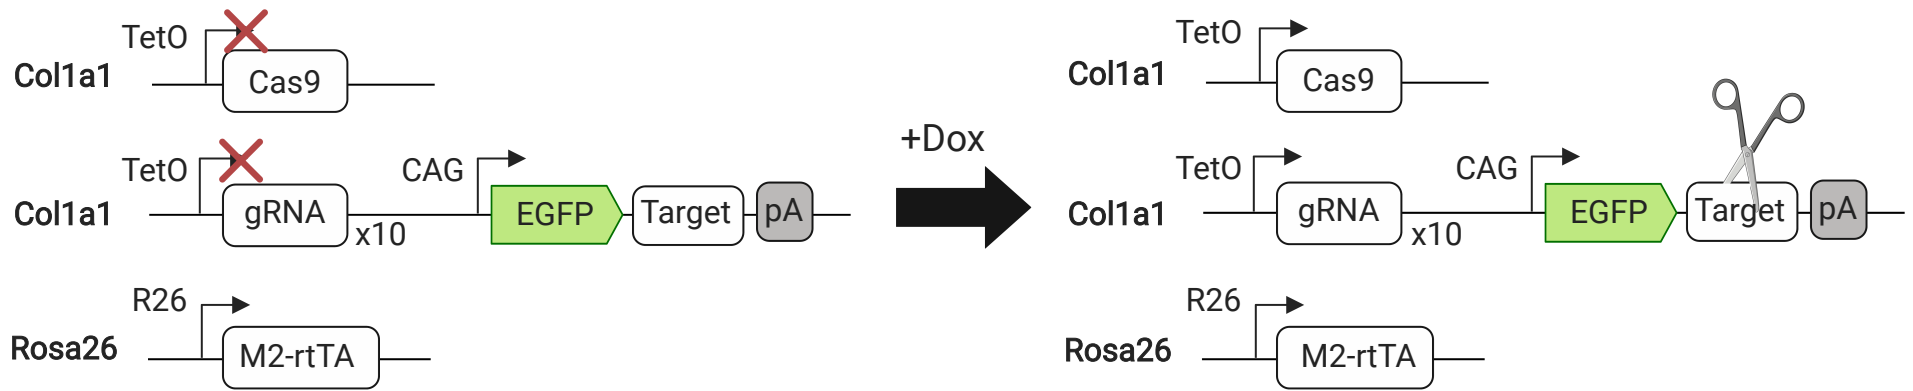 TetO
Col1a1
Cas9
TetO
Col1a1
gRNA
x10
CAG
EGFP
Target
pA
R26
Rosa26
M2-rtTA
+Dox
TetO
Col1a1
Cas9
TetO
Col1a1
gRNA
x10
CAG
EGFP
Target
pA
R26
Rosa26
M2-rtTA